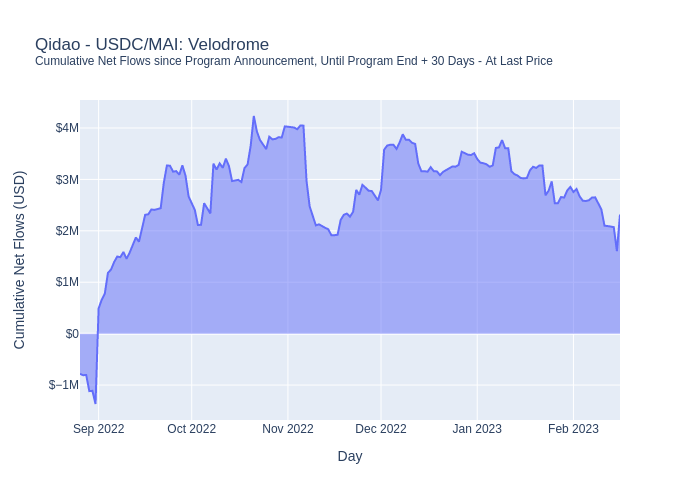 Qidao - USDC/MAI: Velodrome
Cumulative Net Flows since Program Announcement, Until Program End + 30 Days - At Last Price
Cumulative Net Flows (USD)
$4M
$3M
$2M
$1M
$0
$−1M
Sep 2022 Oct 2022 Nov 2022 Dec 2022 Jan 2023 Feb 2023
Day